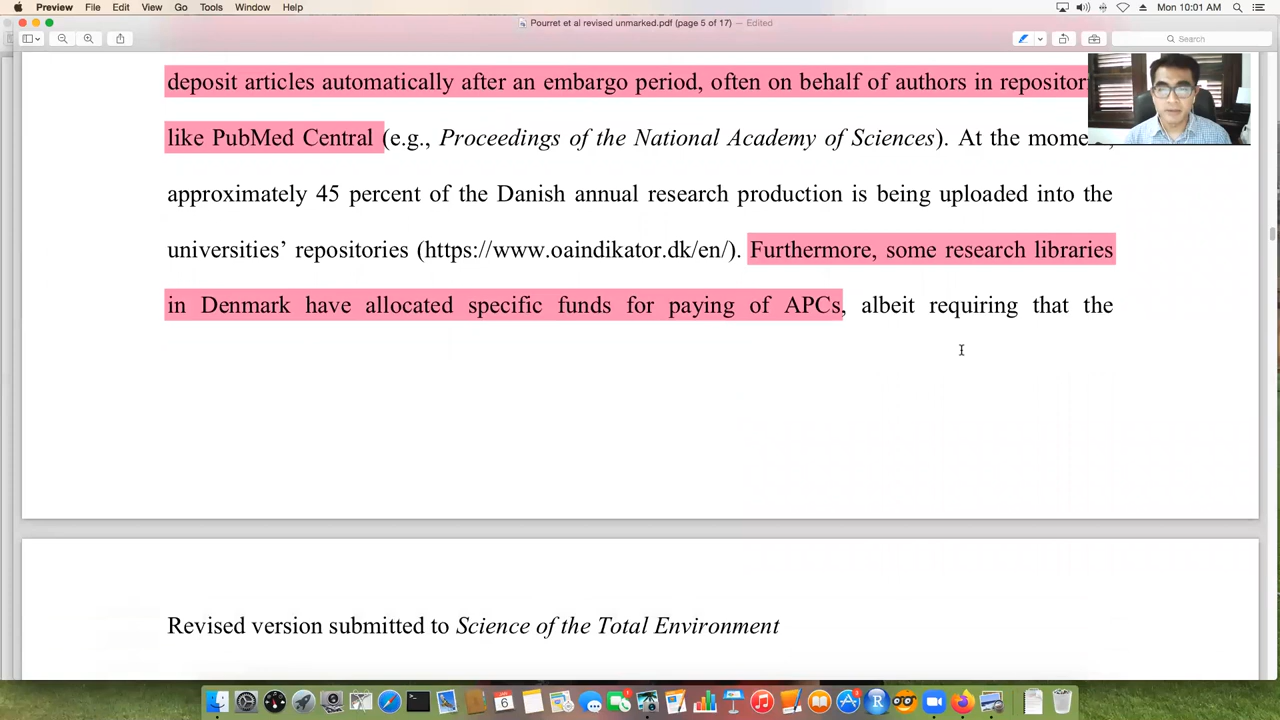 Preview File Edit View Go Tools Window Help Mon 10:01 AM
Pourret et al revised unmarked.pdf (page 5 of 17) — Edited
Search
deposit articles automatically after an embargo period, often on behalf of authors in
like PubMed Central (e.g., Proceedings of the National Academy of Sciences). At the
approximately 45 percent of the Danish annual research production is being uploaded into the
universities’ repositories (https://www.oaindikator.dk/en/). Furthermore, some research libraries
in Denmark have allocated specific funds for paying of APCs, albeit requiring that the
Revised version submitted to Science of the Total Environment